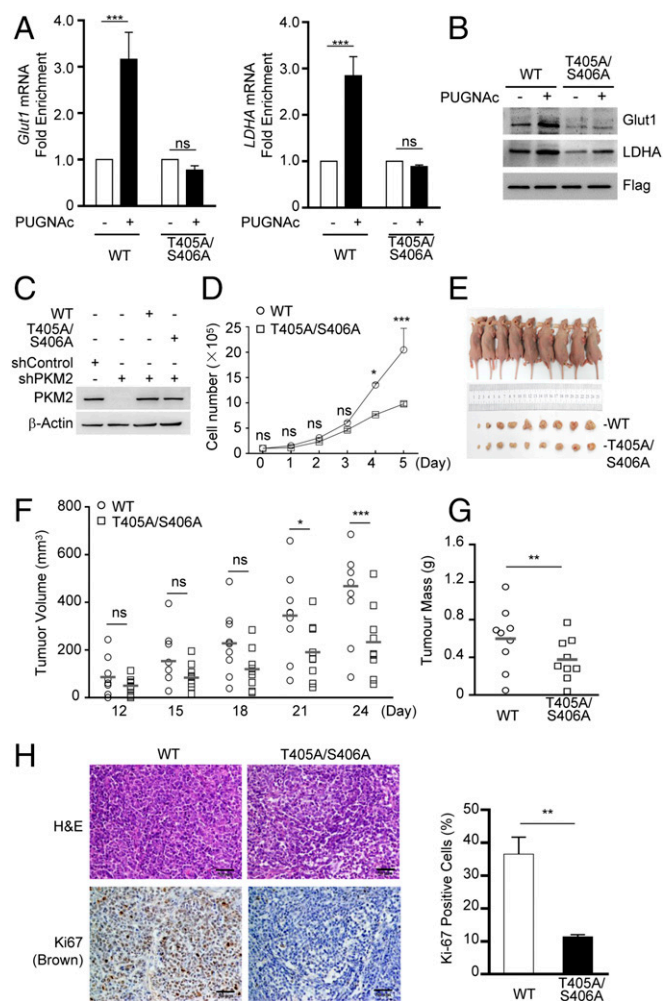 A
Glut1 mRNA
Fold Enrichment
4.0
3.0
2.0
1.0
0
***
ns
PUGNAc - + - +
WT T405A/
S406A
LDHA mRNA
Fold Enrichment
4.0
3.0
2.0
1.0
0
***
ns
PUGNAc - + - +
WT T405A/
S406A
B
WT T405A/
S406A
PUGNAc - + - +
Glut1
LDHA
Flag
C
WT - - + -
T405A/
S406A - - - +
shControl + - - -
shPKM2 - + + +
PKM2
β-Actin
D
WT
T405A/S406A
Cell number (×10⁵)
25
20
15
10
5
0
ns ns ns ns * ***
0 1 2 3 4 5 (Day)
E
-WT
-T405A/
S406A
F
WT
T405A/S406A
Tumuor Volume (mm³)
800
600
400
200
0
ns ns ns * ***
12 15 18 21 24 (Day)
G
Tumour Mass (g)
1.6
1.2
0.8
0.4
0
**
WT T405A/
S406A
H
WT T405A/S406A
H&E
Ki67
(Brown)
Ki-67 Positive Cells (%)
50
40
30
20
10
0
**
WT T405A/
S406A